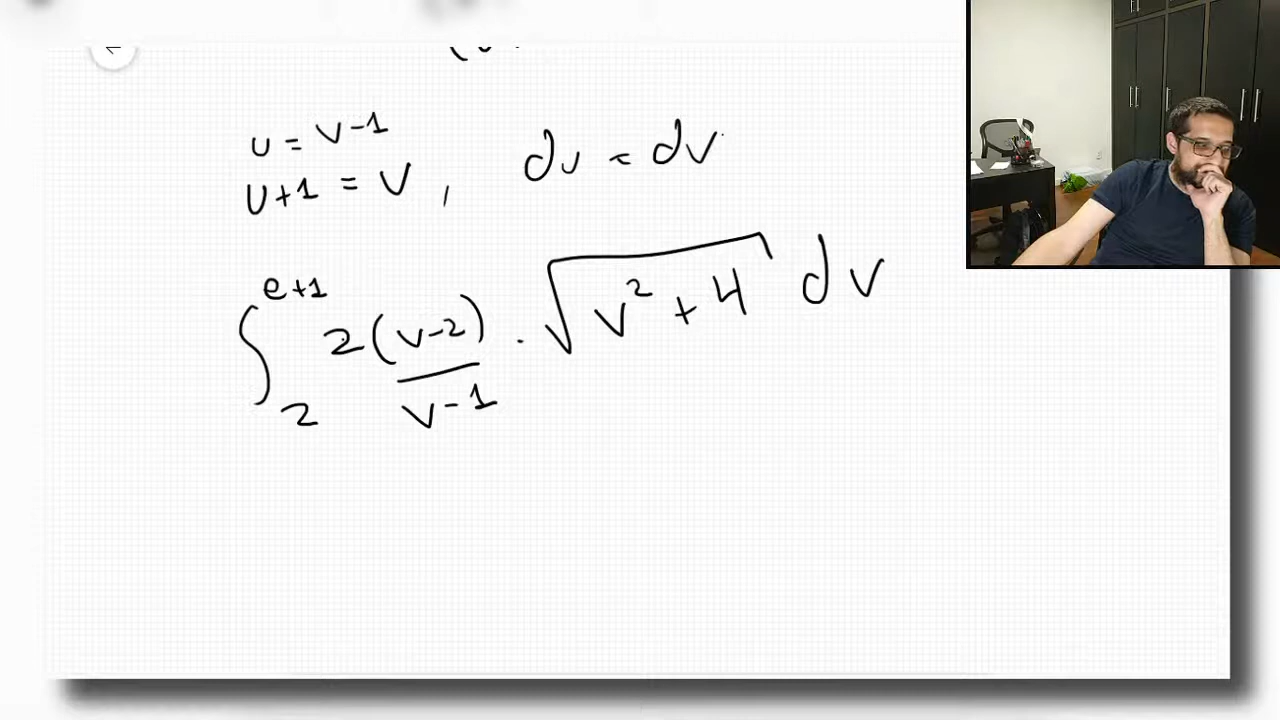 u = v-1
u+1 = v , du = dv
∫_2^{e+1} 2(v-2)/(v-1) · √(v²+4) dv